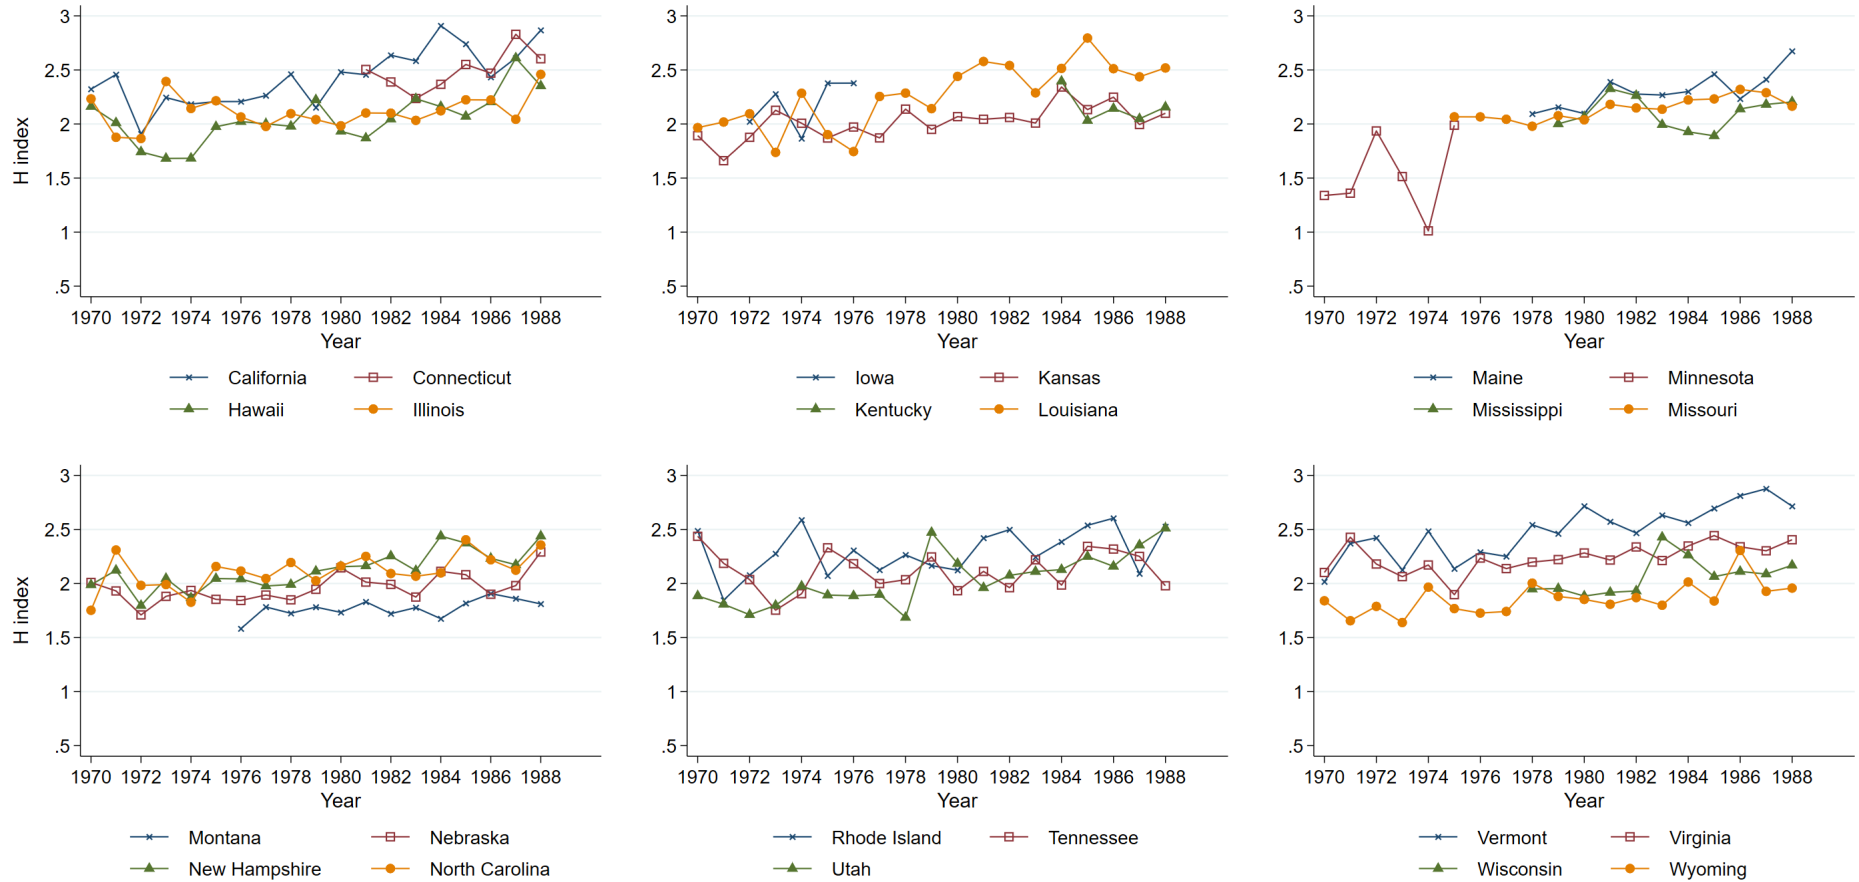 3
2.5
2
1.5
1
.5
H index
1970 1972 1974 1976 1978 1980 1982 1984 1986 1988
Year
California Connecticut
Hawaii Illinois
3
2.5
2
1.5
1
.5
1970 1972 1974 1976 1978 1980 1982 1984 1986 1988
Year
Iowa Kansas
Kentucky Louisiana
3
2.5
2
1.5
1
.5
1970 1972 1974 1976 1978 1980 1982 1984 1986 1988
Year
Maine Minnesota
Mississippi Missouri
3
2.5
2
1.5
1
.5
H index
1970 1972 1974 1976 1978 1980 1982 1984 1986 1988
Year
Montana Nebraska
New Hampshire North Carolina
3
2.5
2
1.5
1
.5
1970 1972 1974 1976 1978 1980 1982 1984 1986 1988
Year
Rhode Island Tennessee
Utah
3
2.5
2
1.5
1
.5
1970 1972 1974 1976 1978 1980 1982 1984 1986 1988
Year
Vermont Virginia
Wisconsin Wyoming